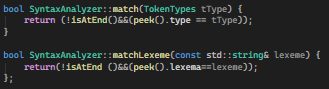 bool SyntaxAnalyzer::match(TokenTypes tType) {
    return (!isAtEnd()&&(peek().type == tType));
}
bool SyntaxAnalyzer::matchLexeme(const std::string& lexeme) {
    return(!isAtEnd ()&&(peek().lexema==lexeme));
};